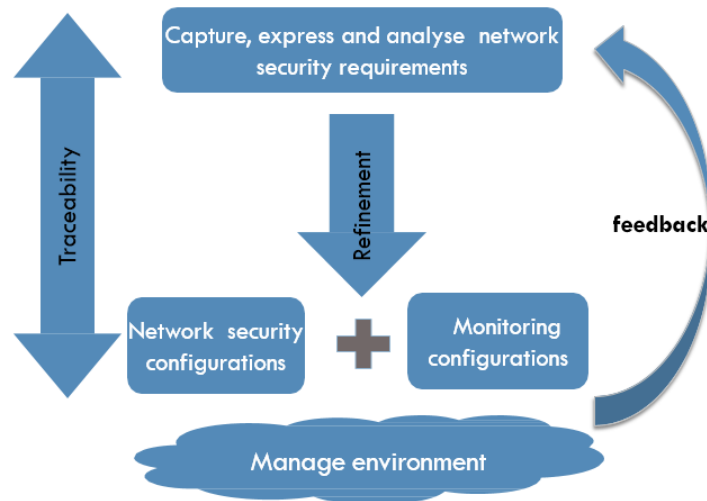 Capture, express and analyse network
security requirements
Traceability
Refinement
feedback
Network security
configurations
Monitoring
configurations
Manage environment